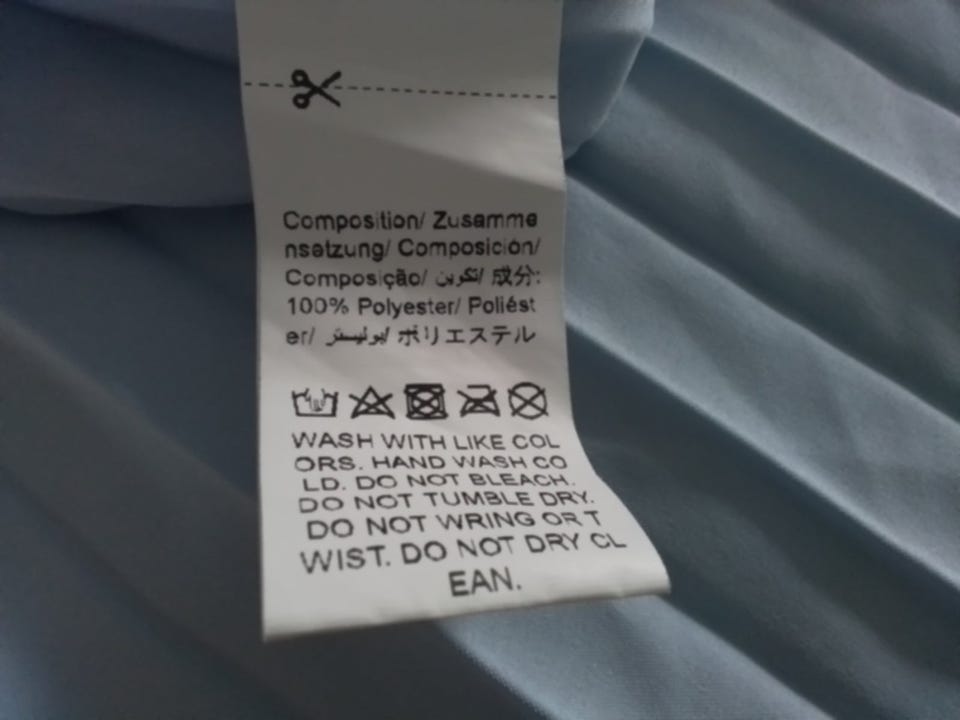 Composition/ Zusamme
nsetzung/ Composición/
Composição/ تكوين/ 成分:
100% Polyester/ Poliést
er/ بوليستر/ ポリエステル
WASH WITH LIKE COL
ORS. HAND WASH CO
LD. DO NOT BLEACH.
DO NOT TUMBLE DRY.
DO NOT WRING OR T
WIST. DO NOT DRY CL
EAN.